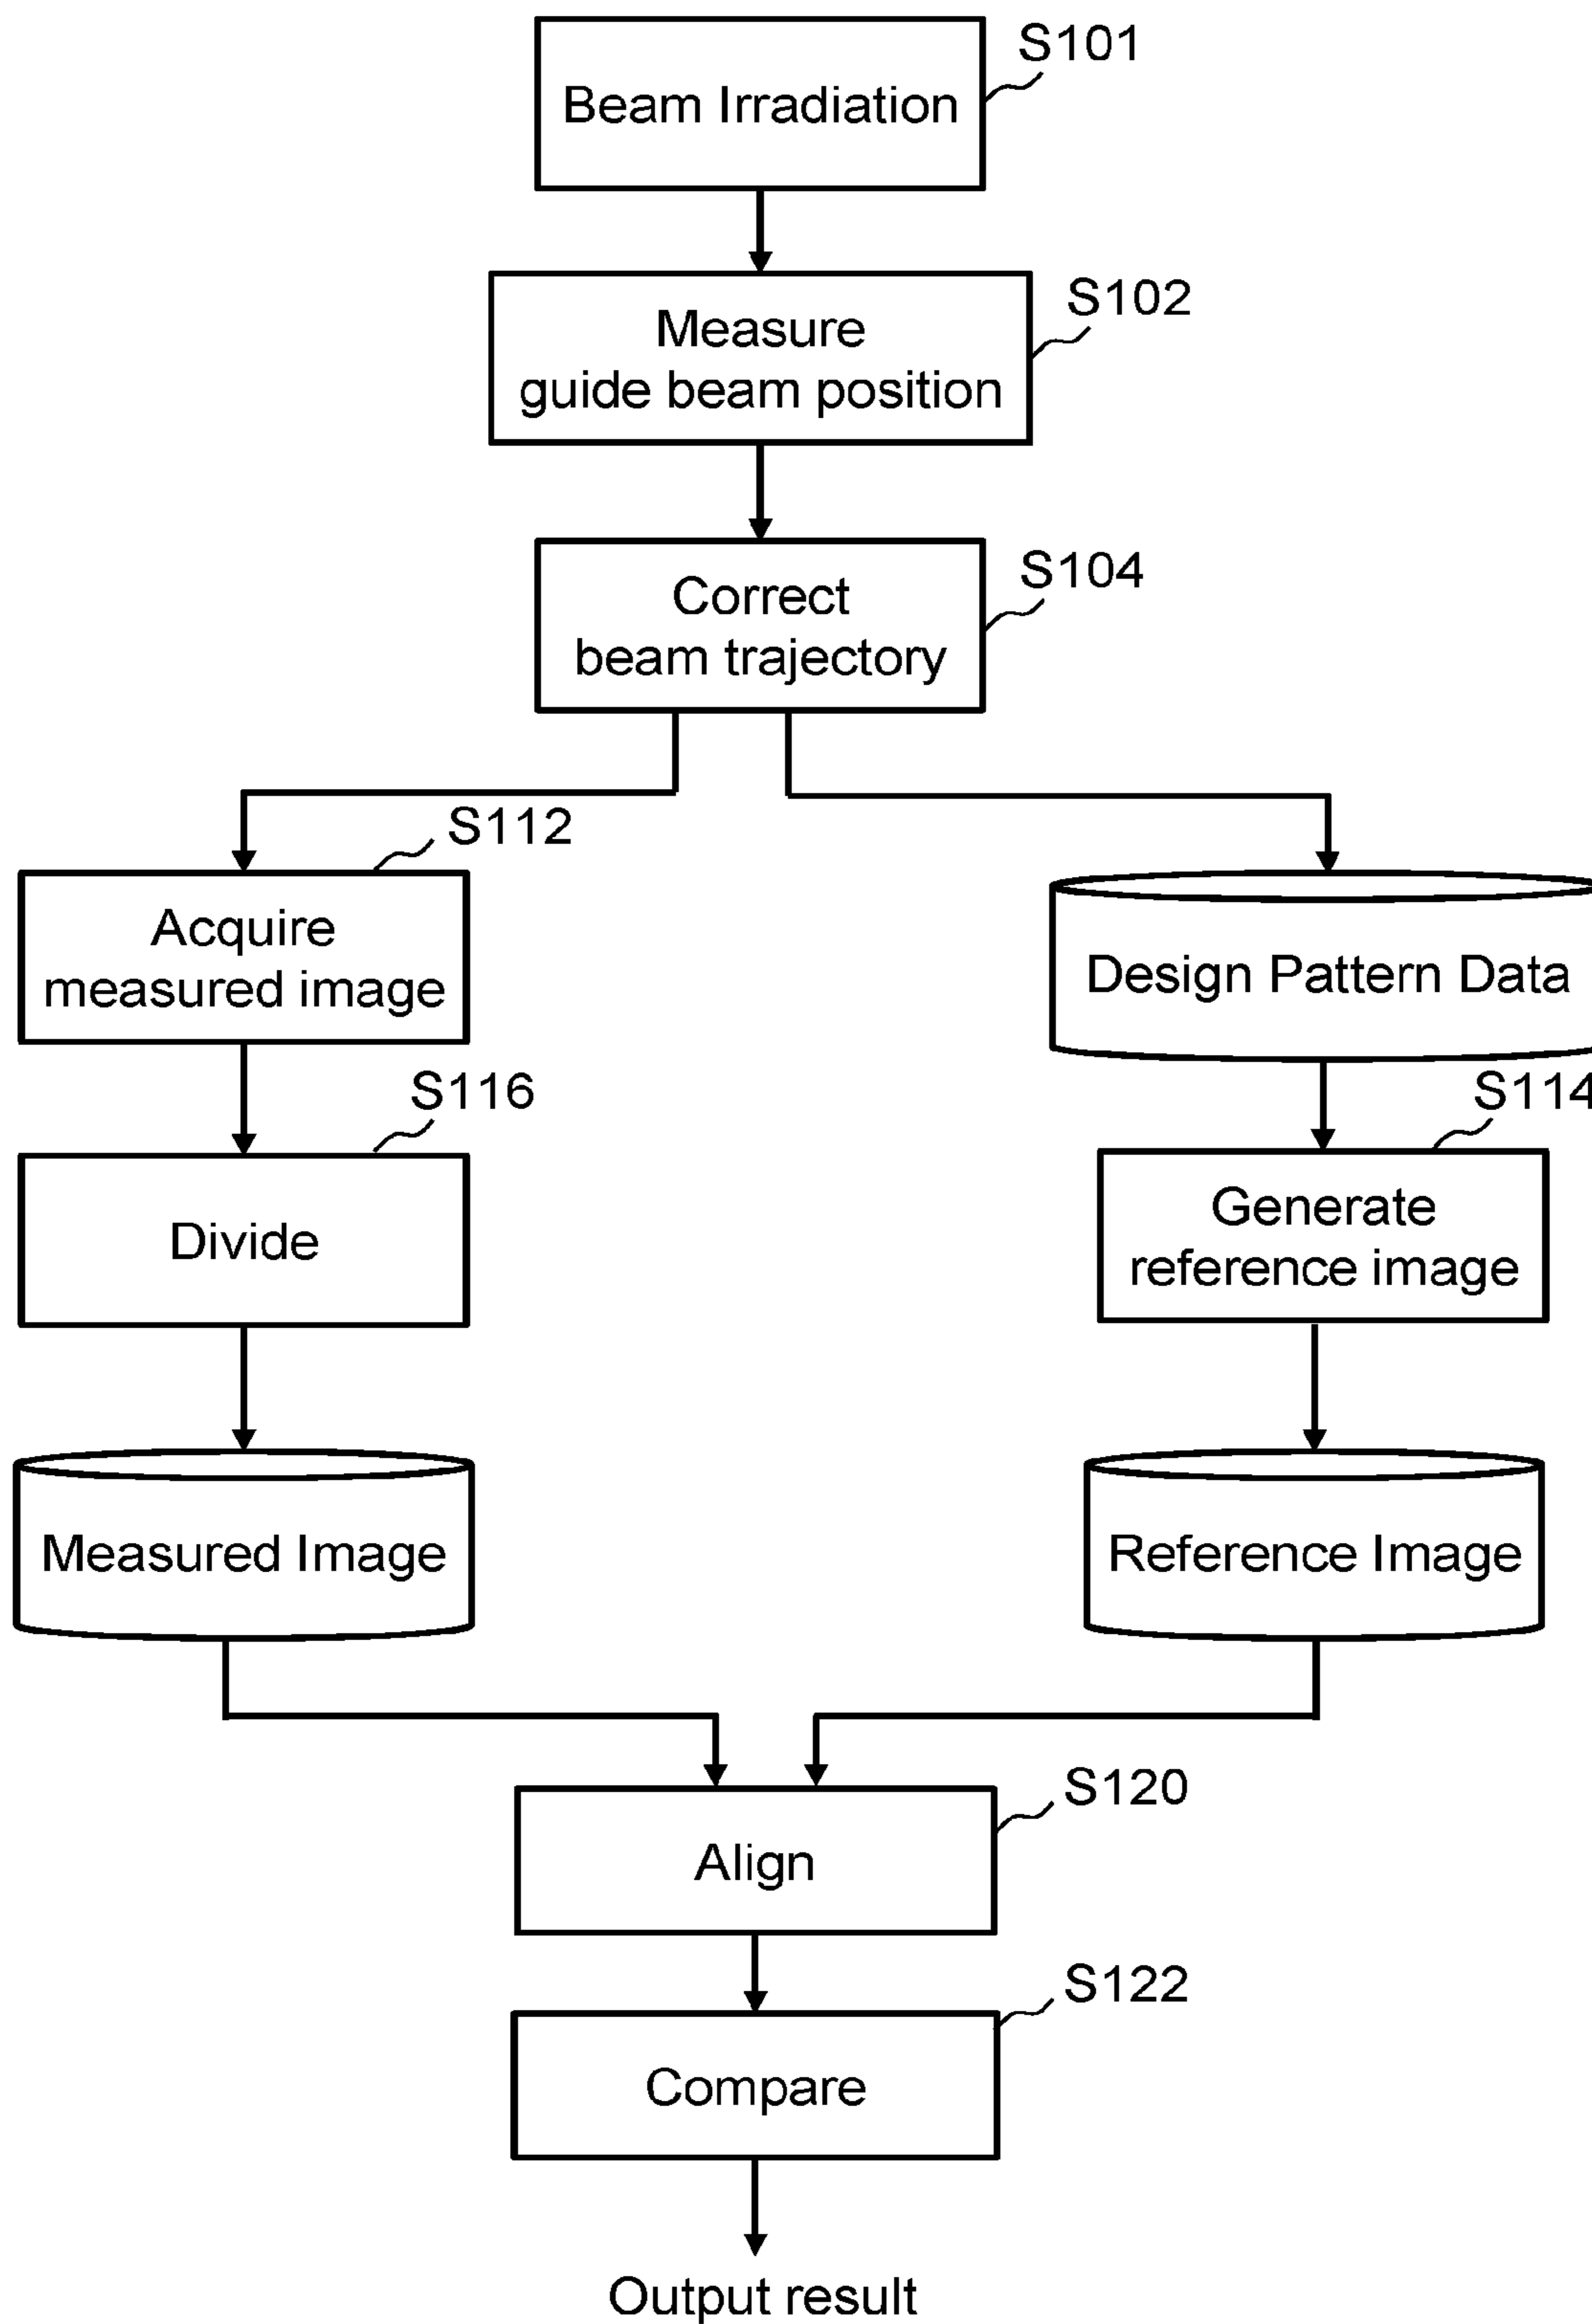 S101
Beam Irradiation
S102
Measure
guide beam position
S104
Correct
beam trajectory
S112
Acquire
measured image
Design Pattern Data
S116
S114
Divide
Generate
reference image
Measured Image
Reference Image
S120
Align
S122
Compare
Output result